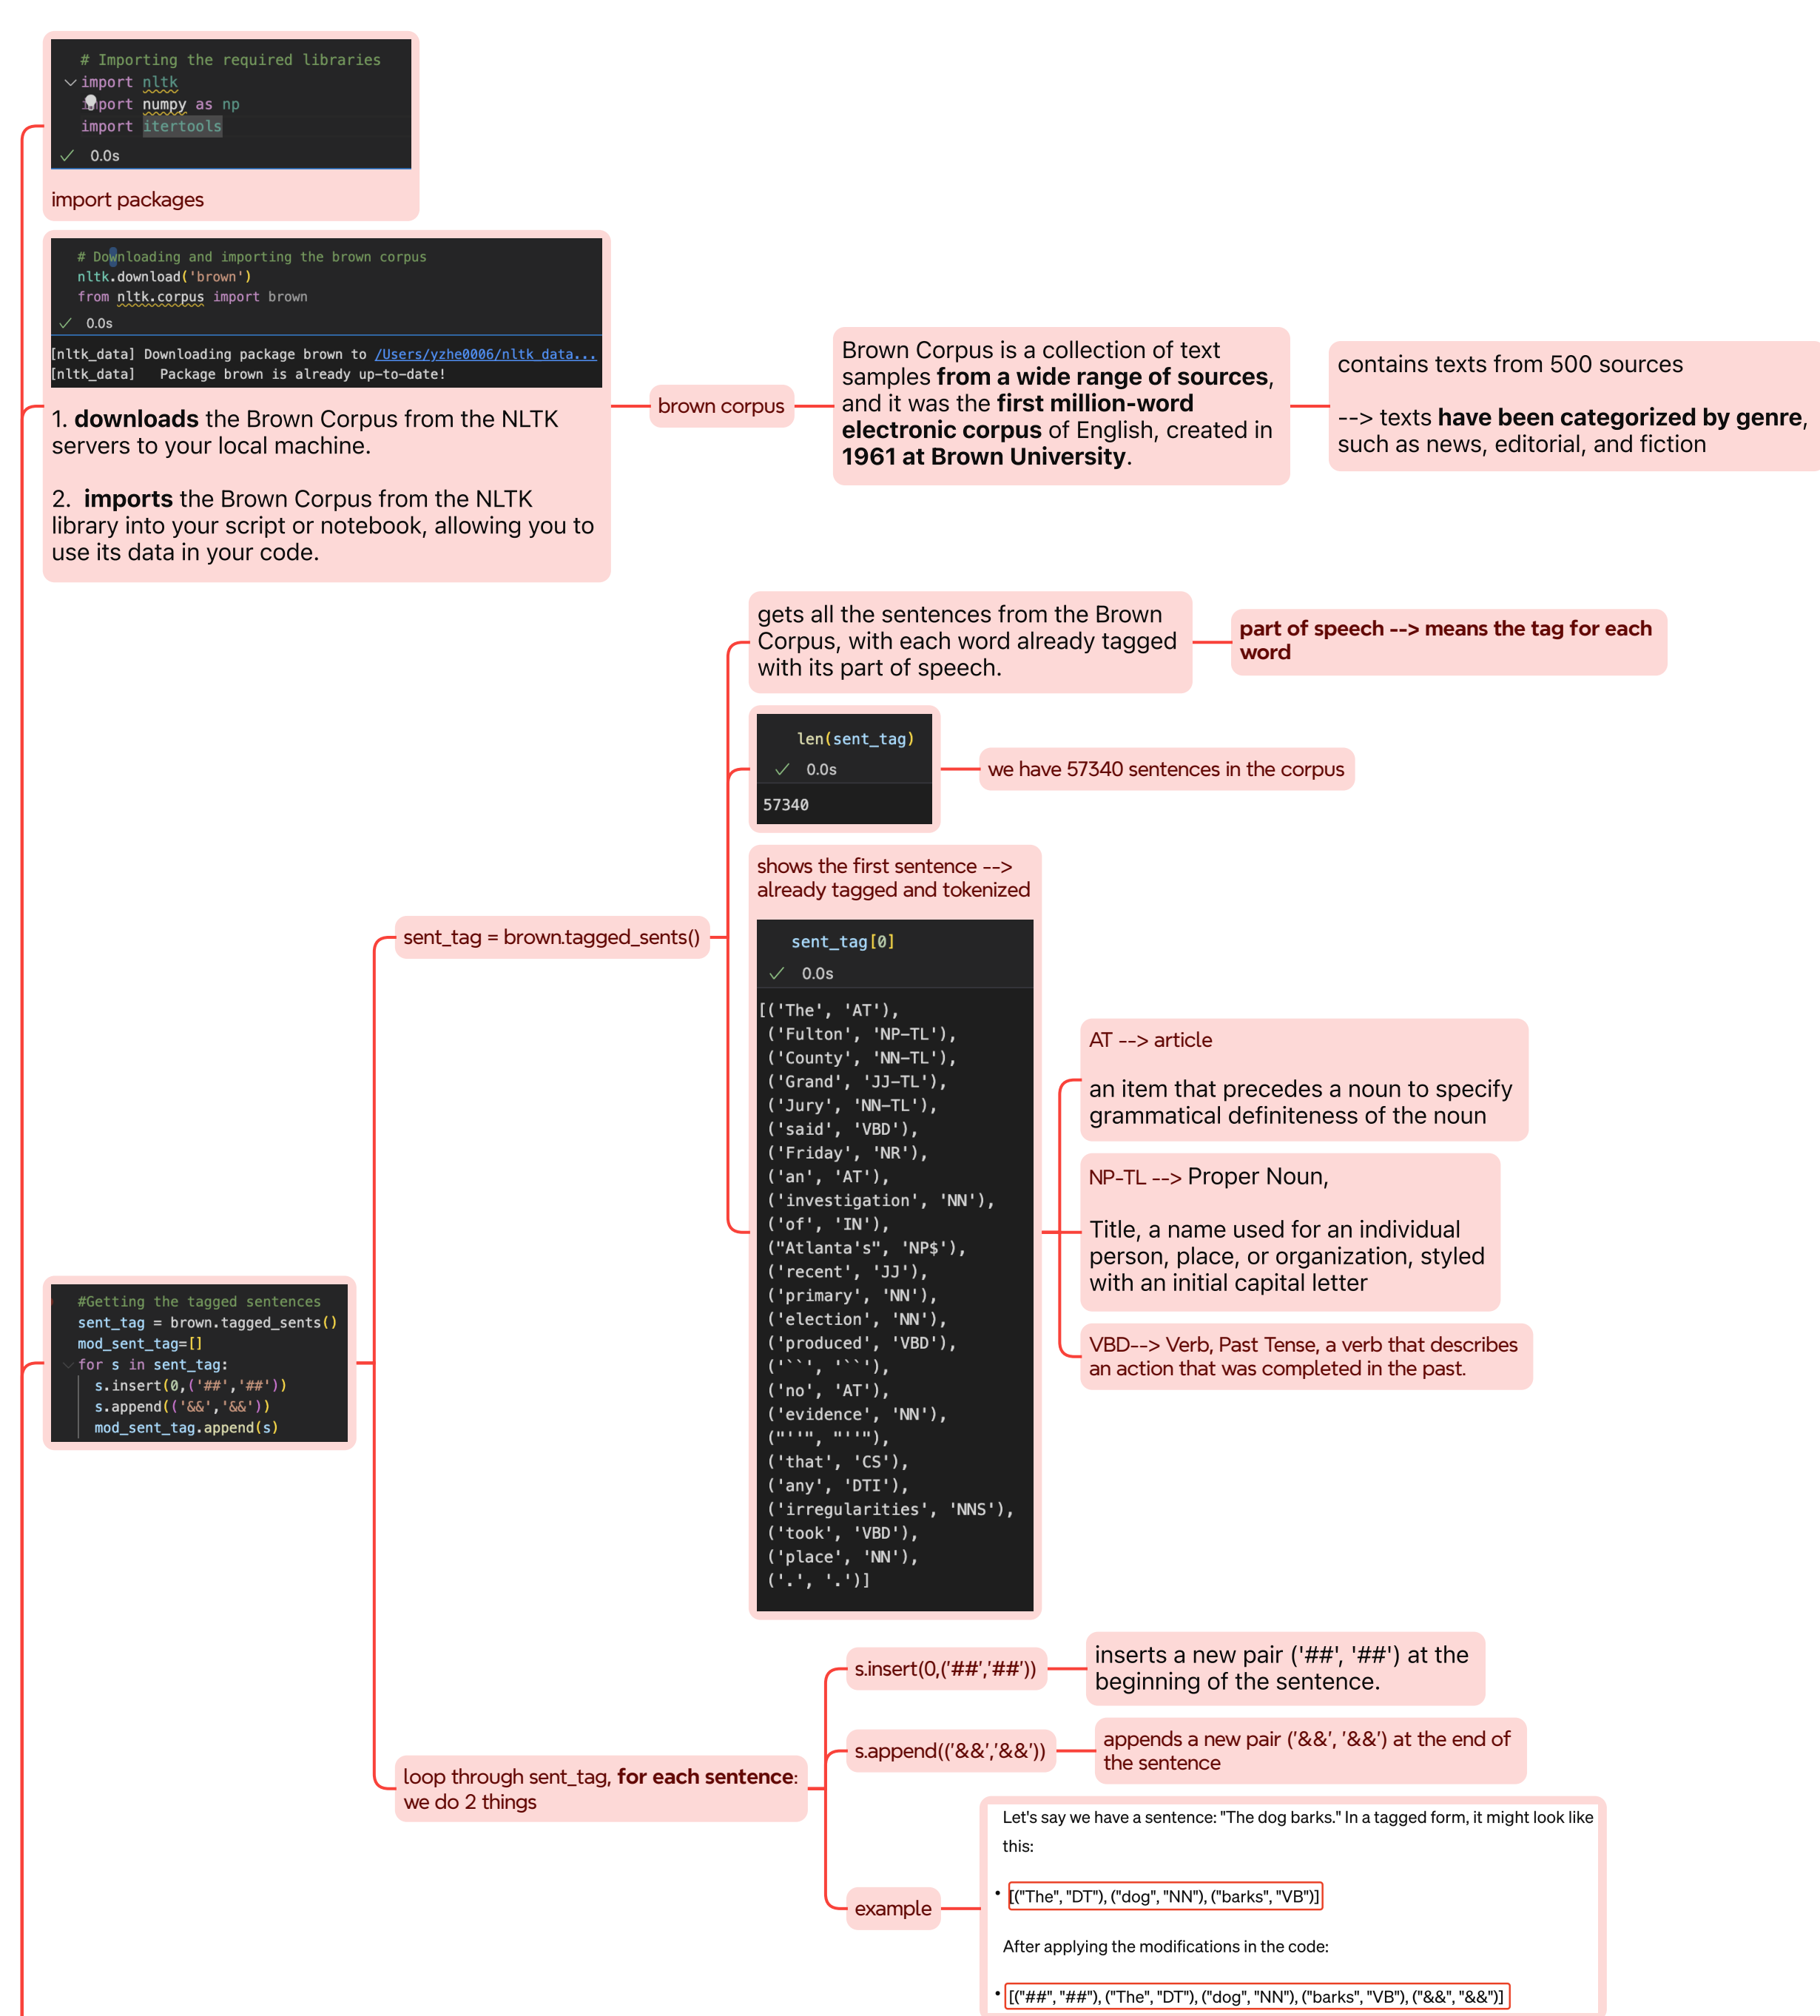 # Importing the required libraries
import nltk
import numpy as np
import itertools
0.0s
import packages
# Downloading and importing the brown corpus
nltk.download('brown')
from nltk.corpus import brown
0.0s
[nltk_data] Downloading package brown to /Users/yzhe0006/nltk_data...
[nltk_data]   Package brown is already up-to-date!
1. downloads the Brown Corpus from the NLTK
servers to your local machine.
2. imports the Brown Corpus from the NLTK
library into your script or notebook, allowing you to
use its data in your code.
brown corpus
Brown Corpus is a collection of text
samples from a wide range of sources,
and it was the first million-word
electronic corpus of English, created in
1961 at Brown University.
contains texts from 500 sources
--> texts have been categorized by genre,
such as news, editorial, and fiction
#Getting the tagged sentences
sent_tag = brown.tagged_sents()
mod_sent_tag=[]
for s in sent_tag:
s.insert(0,('##','##'))
s.append(('&&','&&'))
mod_sent_tag.append(s)
sent_tag = brown.tagged_sents()
gets all the sentences from the Brown
Corpus, with each word already tagged
with its part of speech.
part of speech --> means the tag for each
word
len(sent_tag)
0.0s
57340
we have 57340 sentences in the corpus
shows the first sentence -->
already tagged and tokenized
sent_tag[0]
0.0s
[('The', 'AT'),
('Fulton', 'NP-TL'),
('County', 'NN-TL'),
('Grand', 'JJ-TL'),
('Jury', 'NN-TL'),
('said', 'VBD'),
('Friday', 'NR'),
('an', 'AT'),
('investigation', 'NN'),
('of', 'IN'),
("Atlanta's", 'NP$'),
('recent', 'JJ'),
('primary', 'NN'),
('election', 'NN'),
('produced', 'VBD'),
('``', '``'),
('no', 'AT'),
('evidence', 'NN'),
("''", "''"),
('that', 'CS'),
('any', 'DTI'),
('irregularities', 'NNS'),
('took', 'VBD'),
('place', 'NN'),
('.', '.')]
AT --> article
an item that precedes a noun to specify
grammatical definiteness of the noun
NP-TL --> Proper Noun,
Title, a name used for an individual
person, place, or organization, styled
with an initial capital letter
VBD--> Verb, Past Tense, a verb that describes
an action that was completed in the past.
loop through sent_tag, for each sentence:
we do 2 things
s.insert(0,('##','##'))
inserts a new pair ('##', '##') at the
beginning of the sentence.
s.append(('&&','&&'))
appends a new pair ('&&', '&&') at the end of
the sentence
example
Let's say we have a sentence: "The dog barks." In a tagged form, it might look like
this:
• [("The", "DT"), ("dog", "NN"), ("barks", "VB")]
After applying the modifications in the code:
• [("##", "##"), ("The", "DT"), ("dog", "NN"), ("barks", "VB"), ("&&", "&&")]